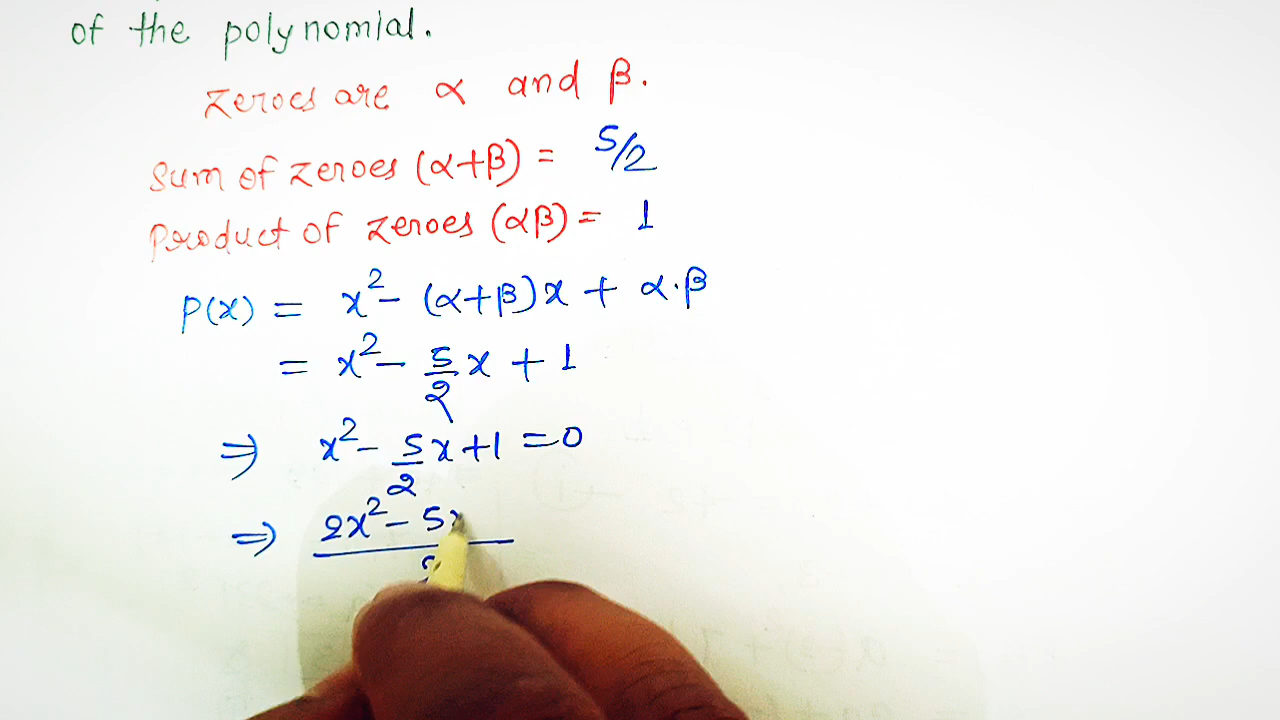 of the polynomial.
Zeroes are α and β.
Sum of zeroes (α+β) = 5/2
Product of zeroes (αβ) = 1
P(x) = x² - (α+β)x + α.β
= x² - 5/2 x + 1
⇒ x² - 5/2 x + 1 = 0
⇒ 2x² - 5x